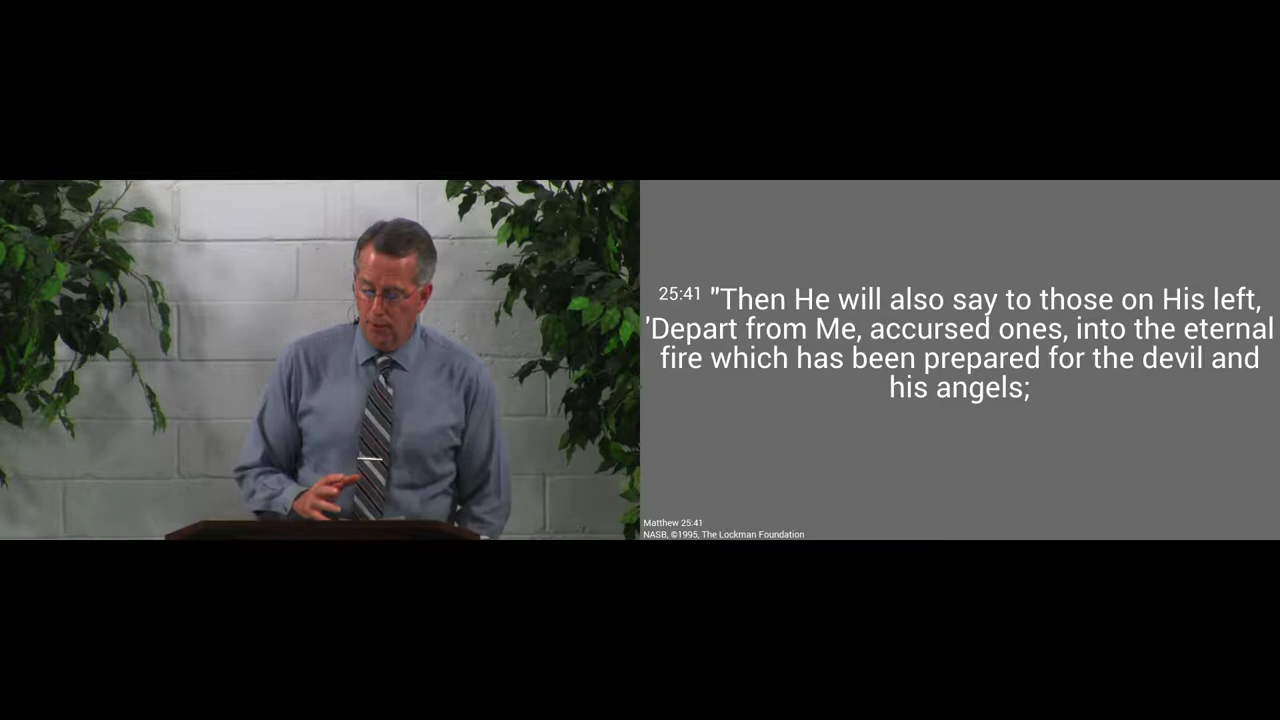 25:41 "Then He will also say to those on His left,
'Depart from Me, accursed ones, into the eternal
fire which has been prepared for the devil and
his angels;
Matthew 25:41
NASB, ©1995, The Lockman Foundation